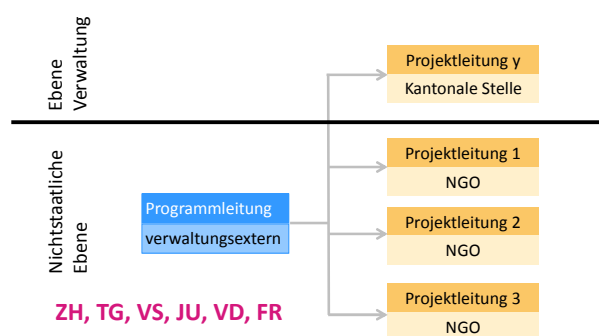 Ebene
Verwaltung
Projektleitung y
Kantonale Stelle
Nichtstaatliche
Ebene
Programmleitung
verwaltungsextern
Projektleitung 1
NGO
Projektleitung 2
NGO
Projektleitung 3
NGO
ZH, TG, VS, JU, VD, FR